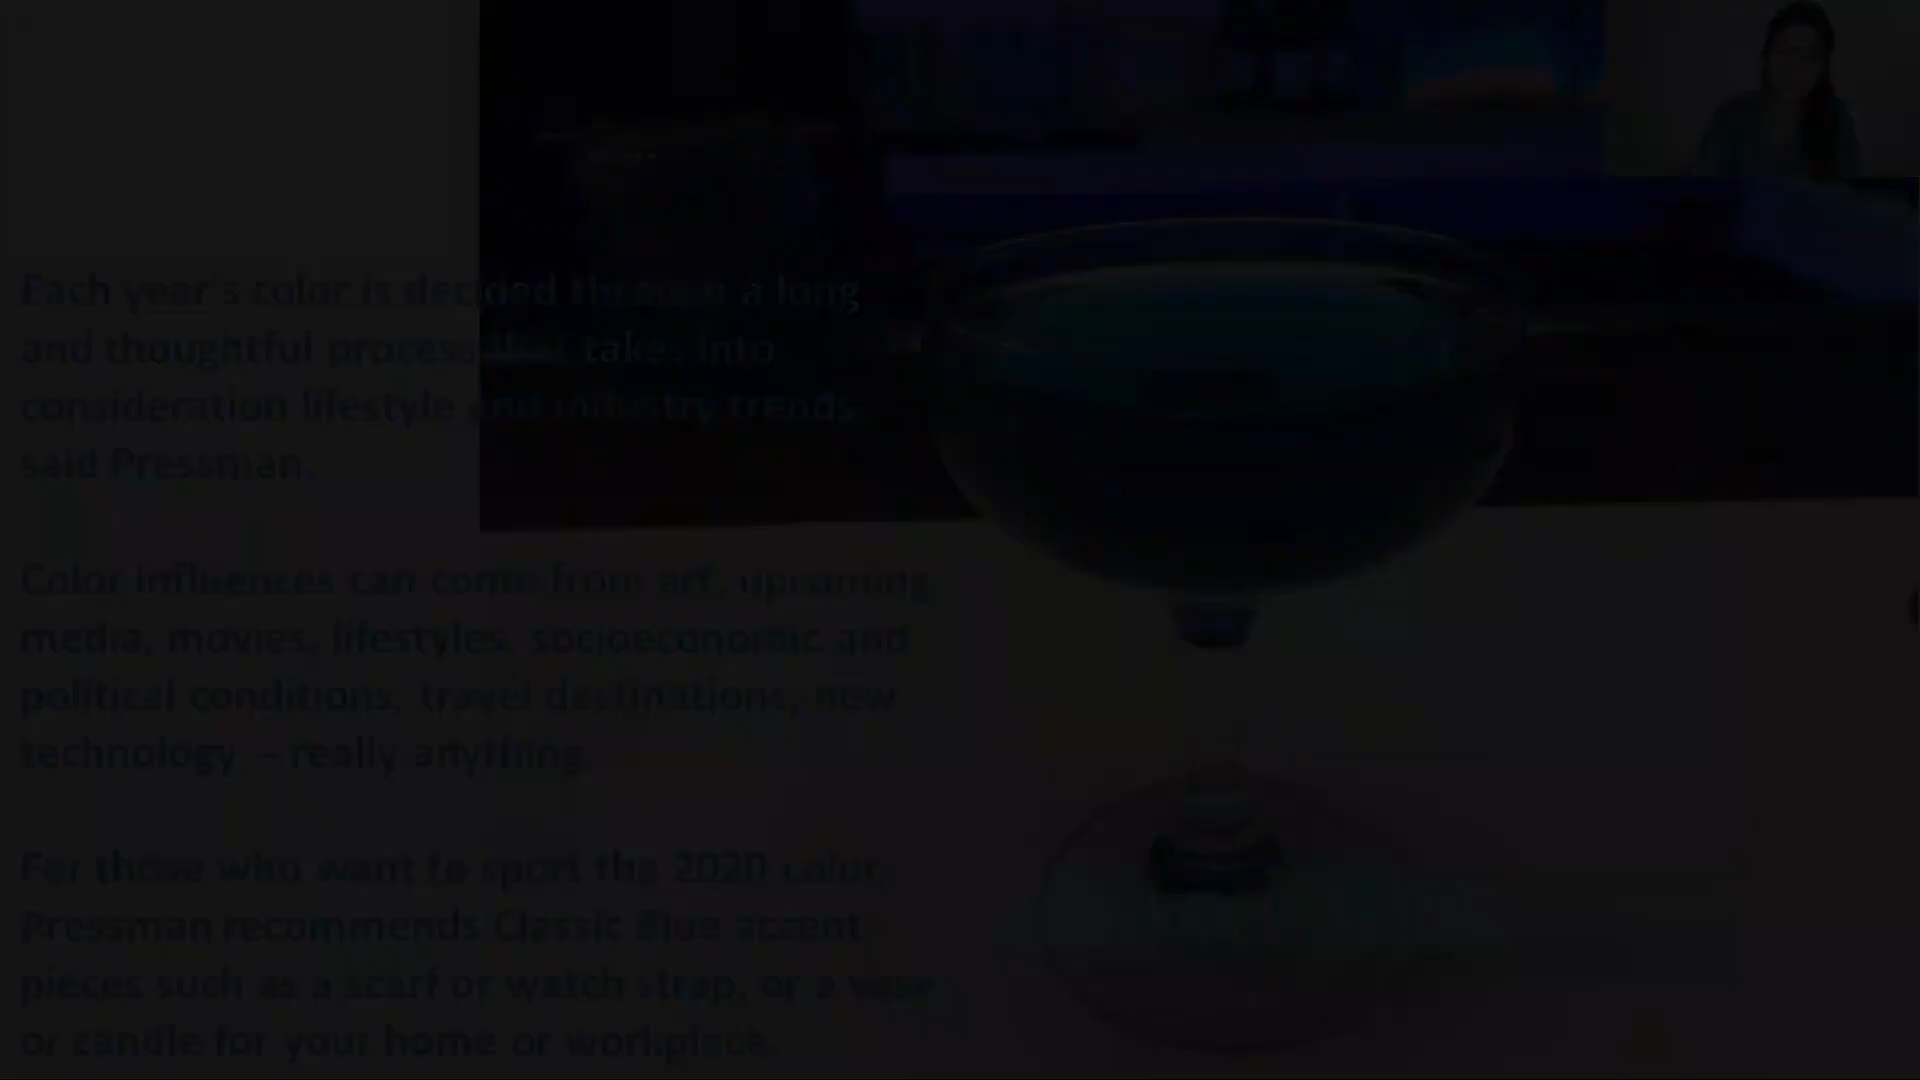 Each year's color is decided through a long
and thoughtful process that takes into
consideration lifestyle and industry trends
said Pressman.
Color influences can come from art, upcoming
media, movies, lifestyles, socioeconomic and
political conditions, travel destinations, new
technology – really anything
For those who want to sport the 2020 color,
Pressman recommends Classic Blue accent
pieces such as a scarf or watch strap, or a vase
or candle for your home or workplace.